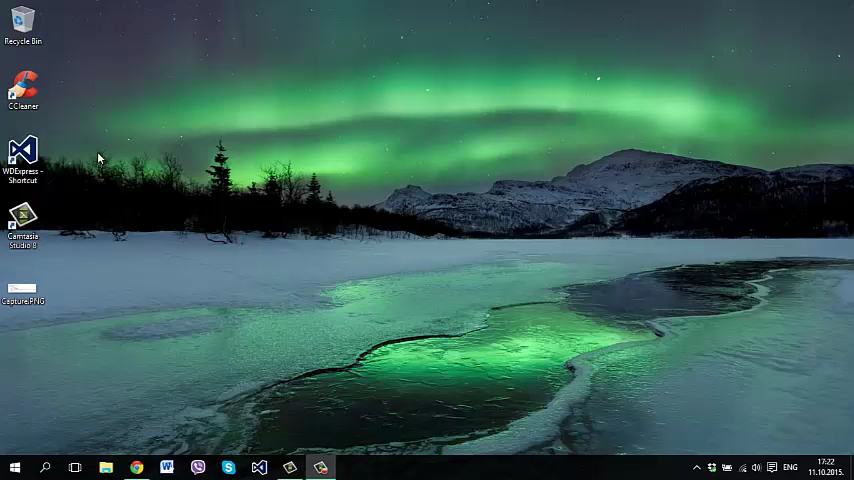 Recycle Bin
CCleaner
WDExpress -
Shortcut
Camtasia
Studio 8
Capture.PNG
ENG
17:22
11.10.2015.